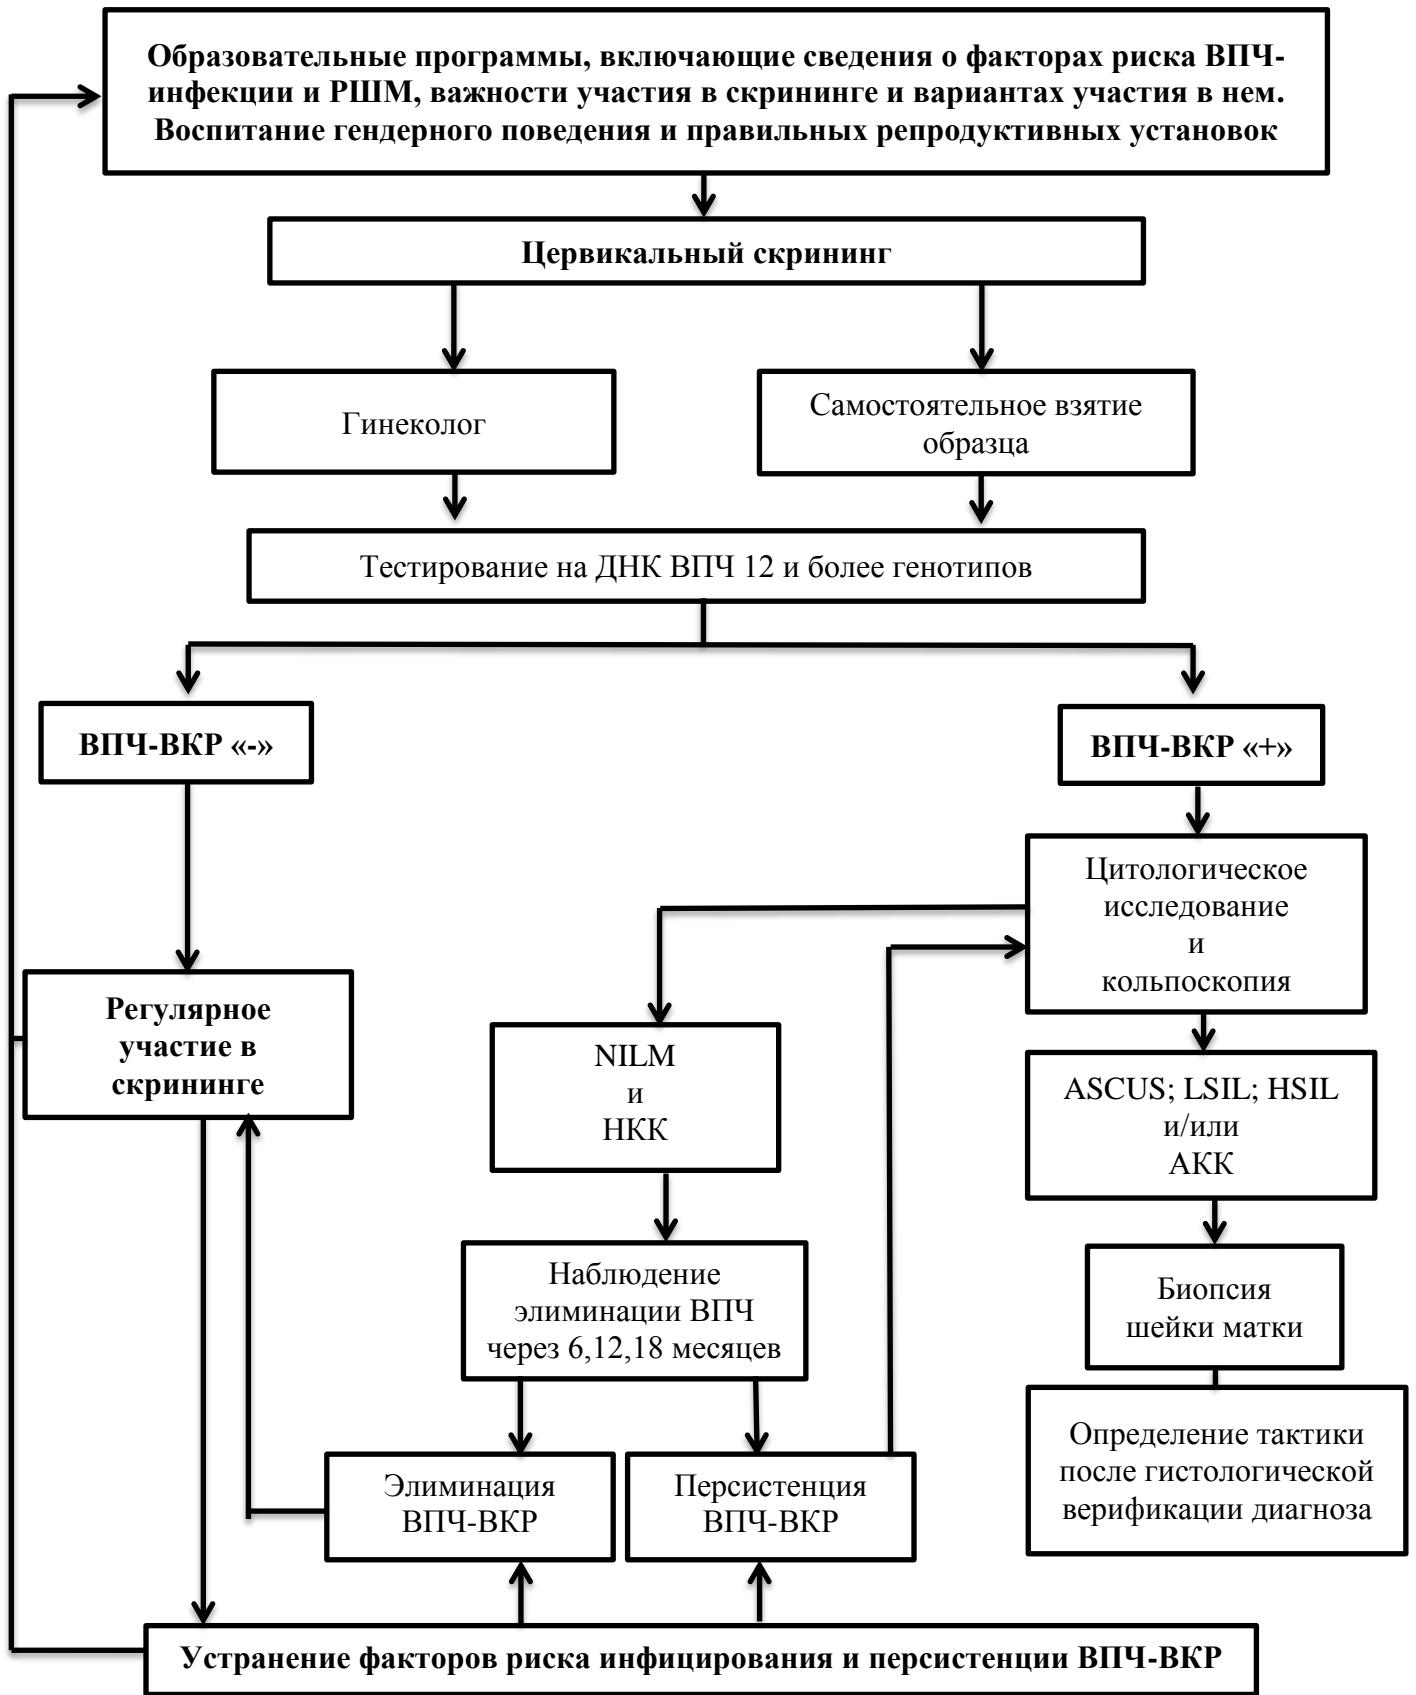 Образовательные программы, включающие сведения о факторах риска ВПЧ-
инфекции и РШМ, важности участия в скрининге и вариантах участия в нем.
Воспитание гендерного поведения и правильных репродуктивных установок
Цервикальный скрининг
Гинеколог
Самостоятельное взятие
образца
Тестирование на ДНК ВПЧ 12 и более генотипов
ВПЧ-ВКР «-»
ВПЧ-ВКР «+»
Цитологическое
исследование
и
кольпоскопия
Регулярное
участие в
скрининге
NILM
и
НКК
ASCUS; LSIL; HSIL
и/или
АКК
Наблюдение
элиминации ВПЧ
через 6,12,18 месяцев
Биопсия
шейки матки
Элиминация
ВПЧ-ВКР
Персистенция
ВПЧ-ВКР
Определение тактики
после гистологической
верификации диагноза
Устранение факторов риска инфицирования и персистенции ВПЧ-ВКР